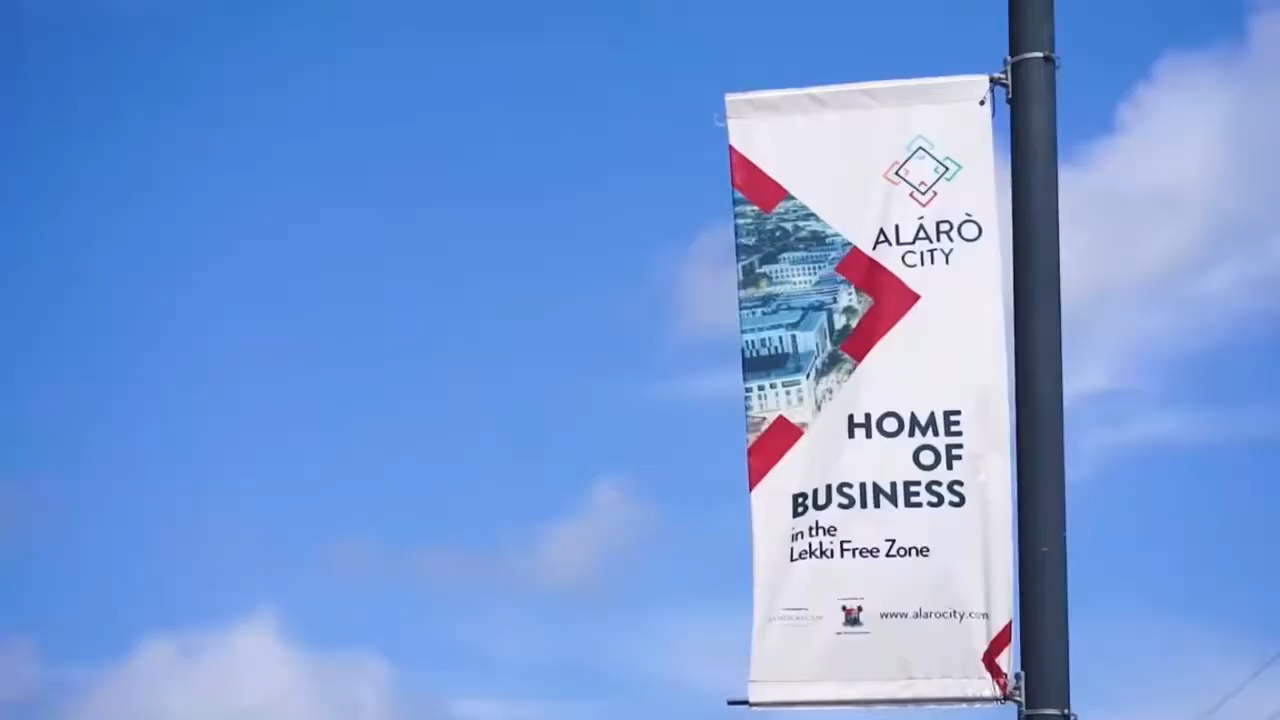 ALÁRÒ
CITY
HOME
OF
BUSINESS
in the
Lekki Free Zone
www.alarocity.com